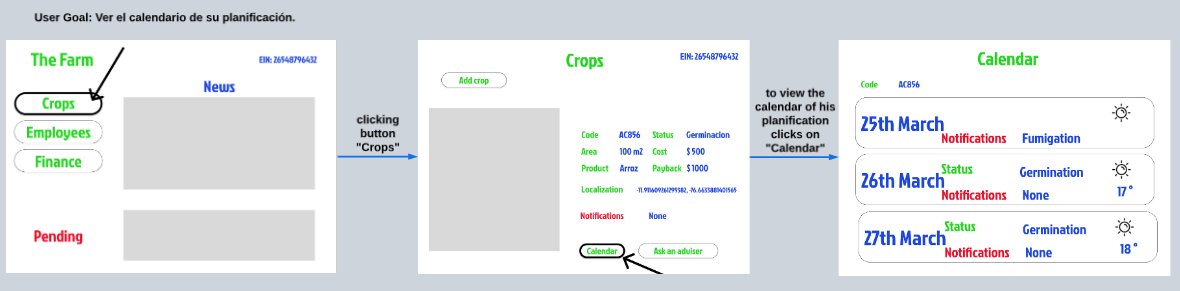 User Goal: Ver el calendario de su planificación.
The Farm
EIN: 26548796432
News
Crops
Employees
Finance
Pending
clicking
button
"Crops"
Crops
EIN: 26548796432
Add crop
Code AC856 Status Germinacion
Area 100 m2 Cost $ 500
Product Arroz Payback $ 1000
Localization
Notifications None
Calendar Ask an adviser
to view the
calendar of his
planification
clicks on
"Calendar"
Calendar
Code AC856
25th March
Notifications Fumigation
26th March
Status Germination
Notifications None
17°
27th March
Status Germination
Notifications None
18°